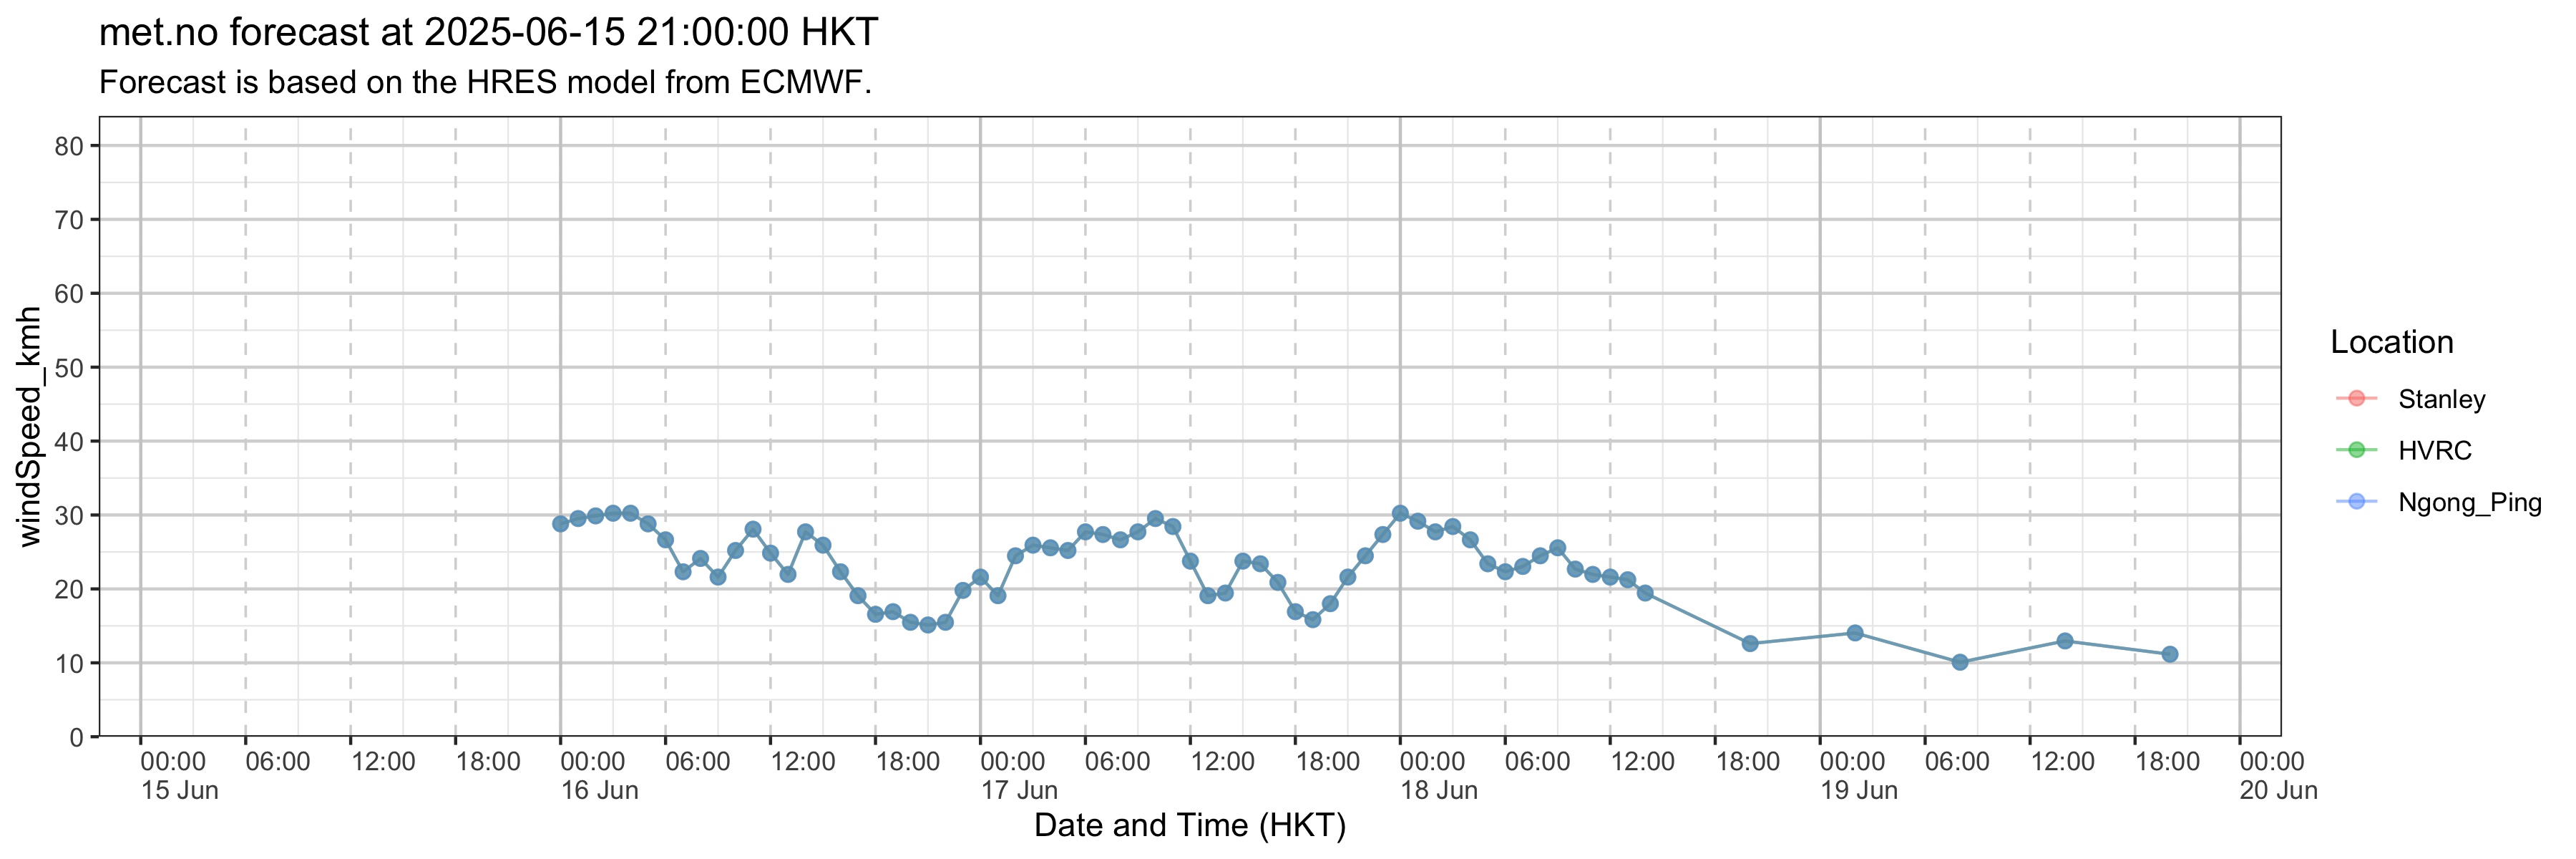 met.no forecast at 2025-06-15 21:00:00 HKT
Forecast is based on the HRES model from ECMWF.
windSpeed_kmh
80
70
60
50
40
30
20
10
0
00:00 06:00 12:00 18:00 00:00 06:00 12:00 18:00 00:00 06:00 12:00 18:00 00:00 06:00 12:00 18:00 00:00 06:00 12:00 18:00 00:00
15 Jun 16 Jun 17 Jun 18 Jun 19 Jun 20 Jun
Date and Time (HKT)
Location
Stanley
HVRC
Ngong_Ping